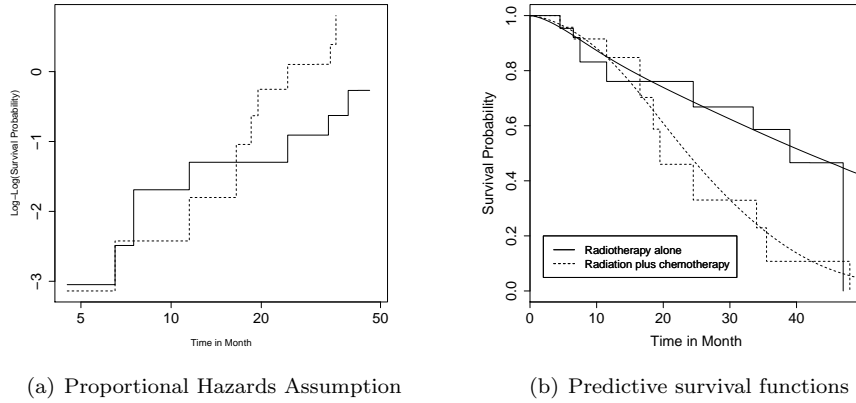 Log−Log(Survival Probability)
0
−1
−2
−3
5
10
20
50
Time in Month
(a) Proportional Hazards Assumption
Survival Probability
1.0
0.8
0.6
0.4
0.2
0.0
Radiotherapy alone
Radiation plus chemotherapy
0
10
20
30
40
Time in Month
(b) Predictive survival functions